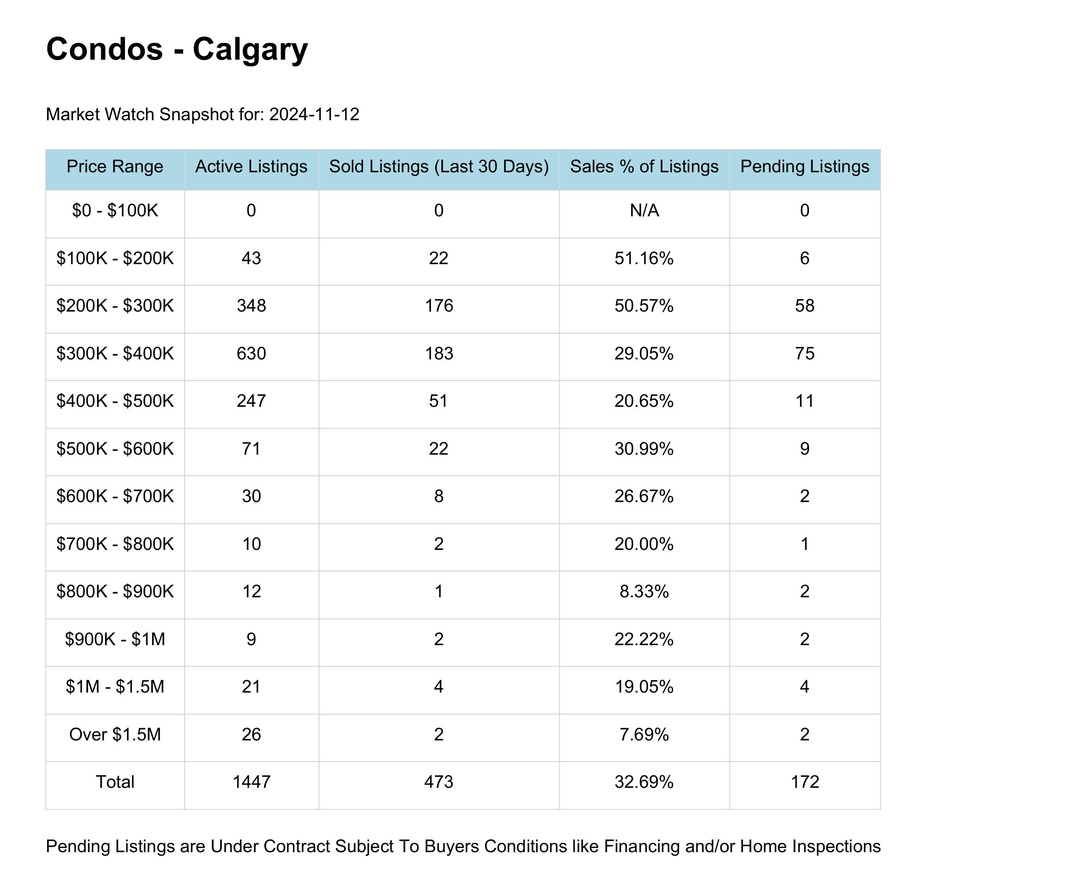 Condos - Calgary
Market Watch Snapshot for: 2024-11-12
Price Range Active Listings Sold Listings (Last 30 Days) Sales % of Listings Pending Listings
$0 - $100K 0 0 N/A 0
$100K - $200K 43 22 51.16% 6
$200K - $300K 348 176 50.57% 58
$300K - $400K 630 183 29.05% 75
$400K - $500K 247 51 20.65% 11
$500K - $600K 71 22 30.99% 9
$600K - $700K 30 8 26.67% 2
$700K - $800K 10 2 20.00% 1
$800K - $900K 12 1 8.33% 2
$900K - $1M 9 2 22.22% 2
$1M - $1.5M 21 4 19.05% 4
Over $1.5M 26 2 7.69% 2
Total 1447 473 32.69% 172
Pending Listings are Under Contract Subject To Buyers Conditions like Financing and/or Home Inspections